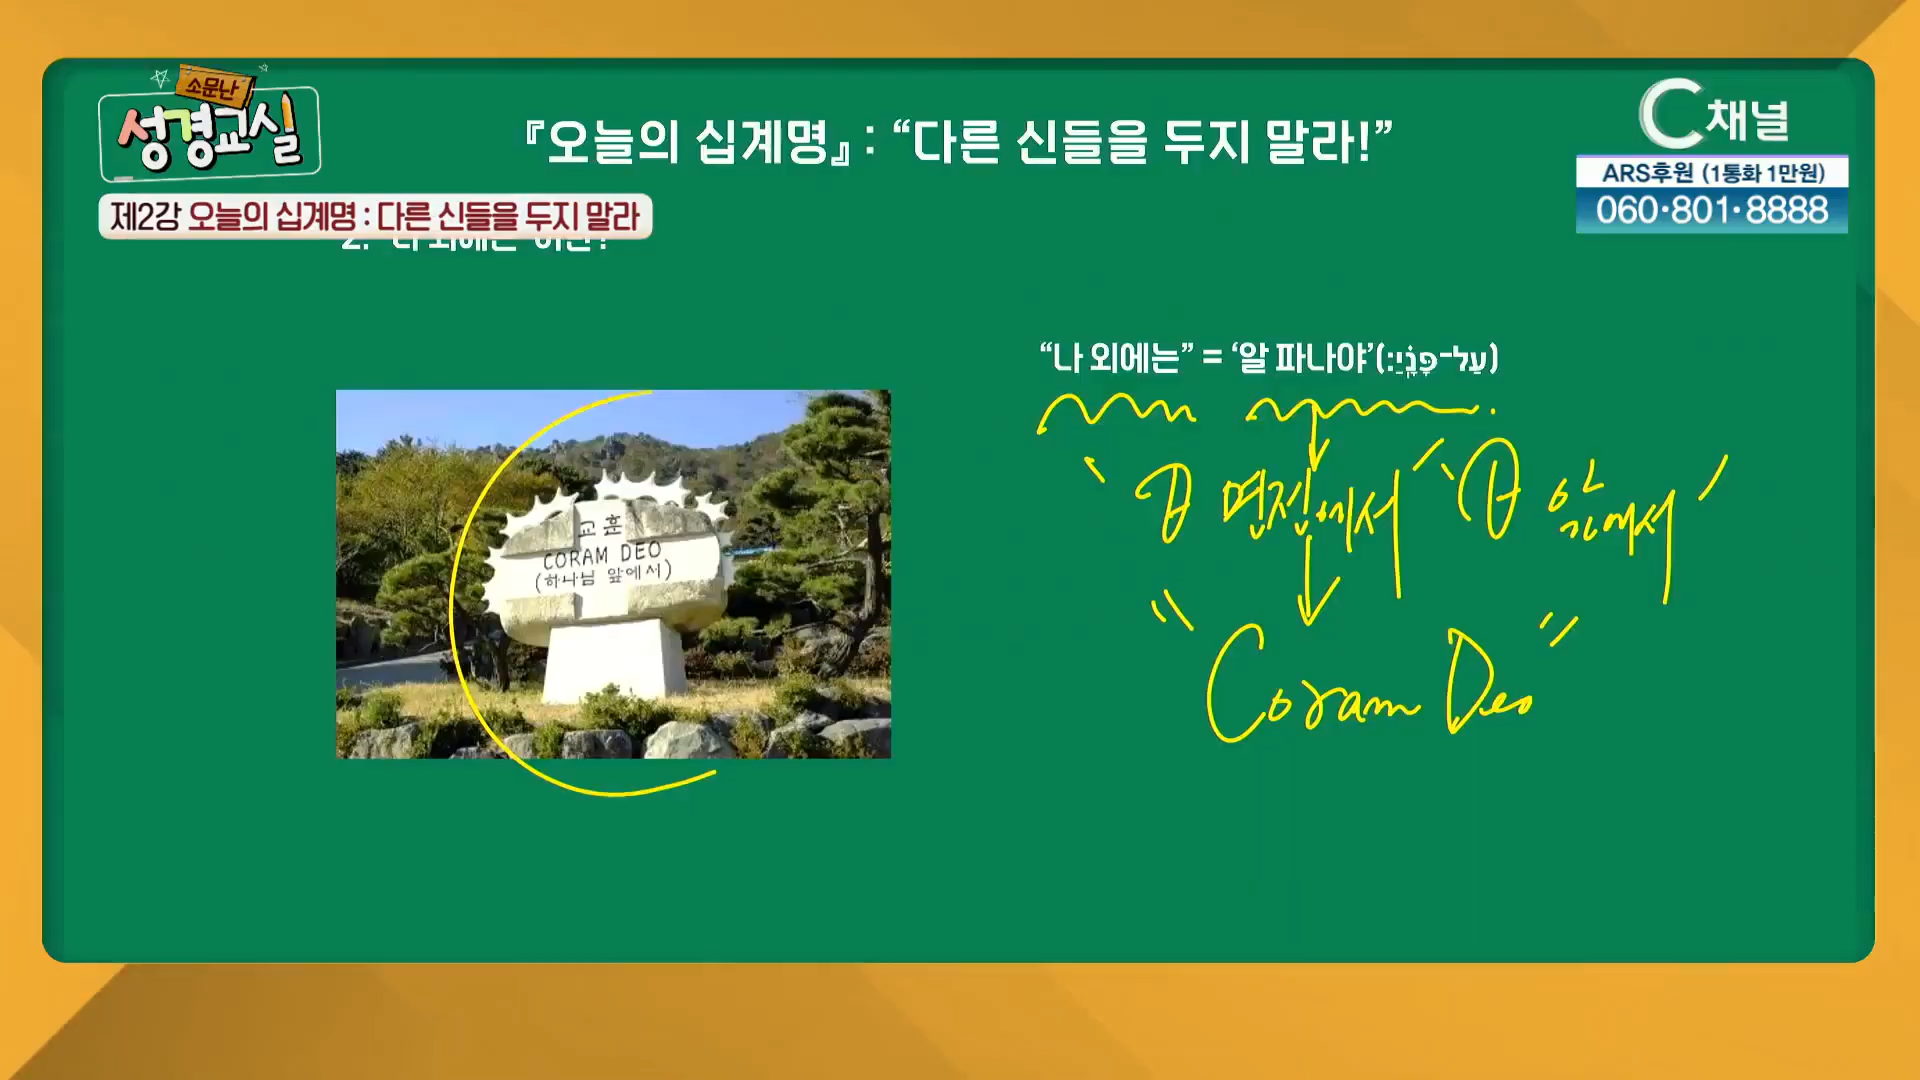 소문난
성경교실
『오늘의 십계명』 : “다른 신들을 두지 말라!”
C채널
ARS후원 (1통화 1만원)
060·801·8888
제2강 오늘의 십계명 : 다른 신들을 두지 말라
“나 외에는” = ‘알 파나야’(עַל־פָּנָֽיַ׃)
교훈
CORAM DEO
(하나님 앞에서)
면전에서
앞에서
"Coram Deo"